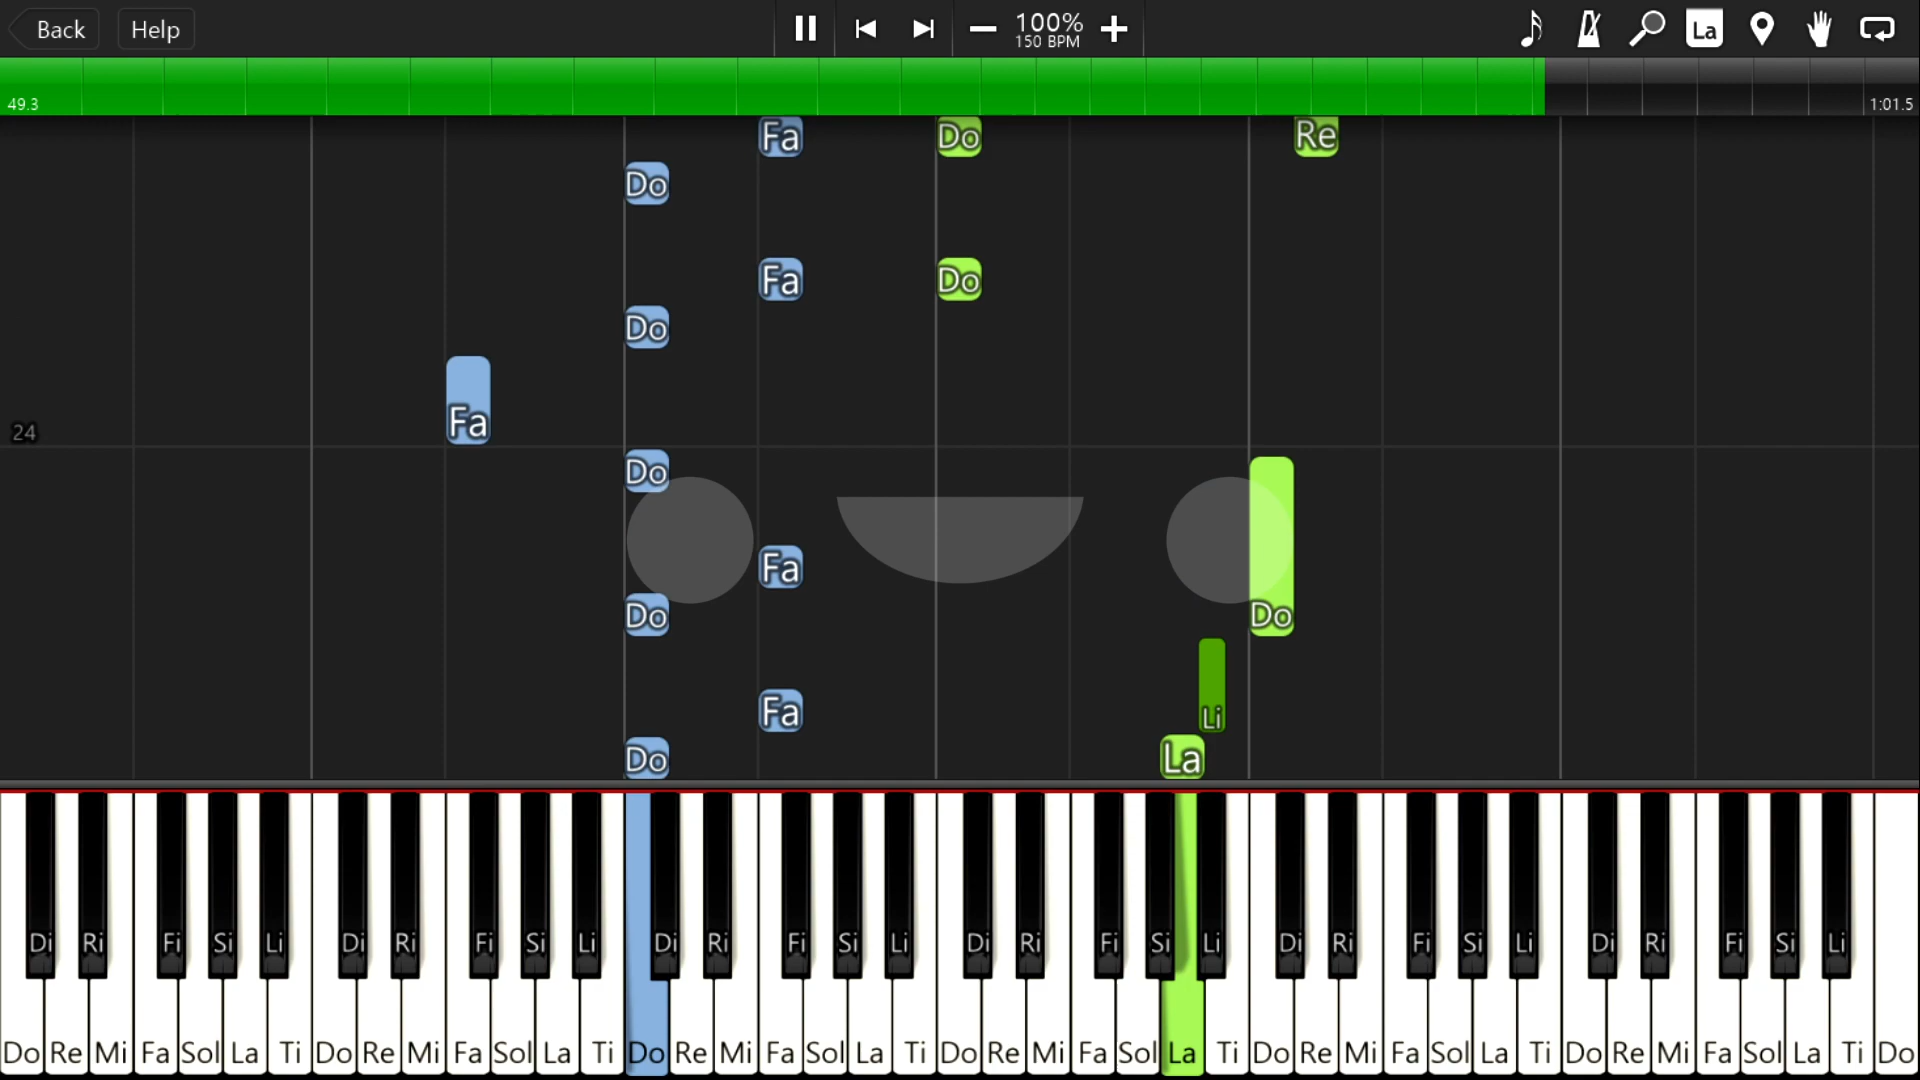 Back Help 100% La
150 BPM
49.3 1:01.5
Fa Do Re
Do
Fa Do
Do
Fa
24
Do
Fa
Do Do
Fa Li
Do La
Di Ri Fi Si Li Di Ri Fi Si Li Di Ri Fi Si Li Di Ri Fi Si Li Di Ri Fi Si Li Di Ri Fi Si Li
Do Re Mi Fa Sol La Ti Do Re Mi Fa Sol La Ti Do Re Mi Fa Sol La Ti Do Re Mi Fa Sol La Ti Do Re Mi Fa Sol La Ti Do Re Mi Fa Sol La Ti Do